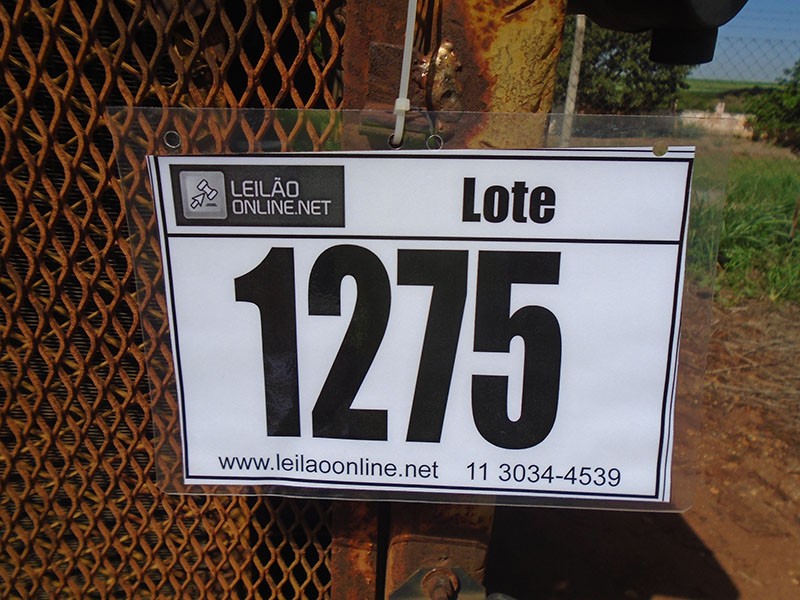 LEILÃO
ONLINE.NET
Lote
1275
www.leilaoonline.net 11 3034-4539